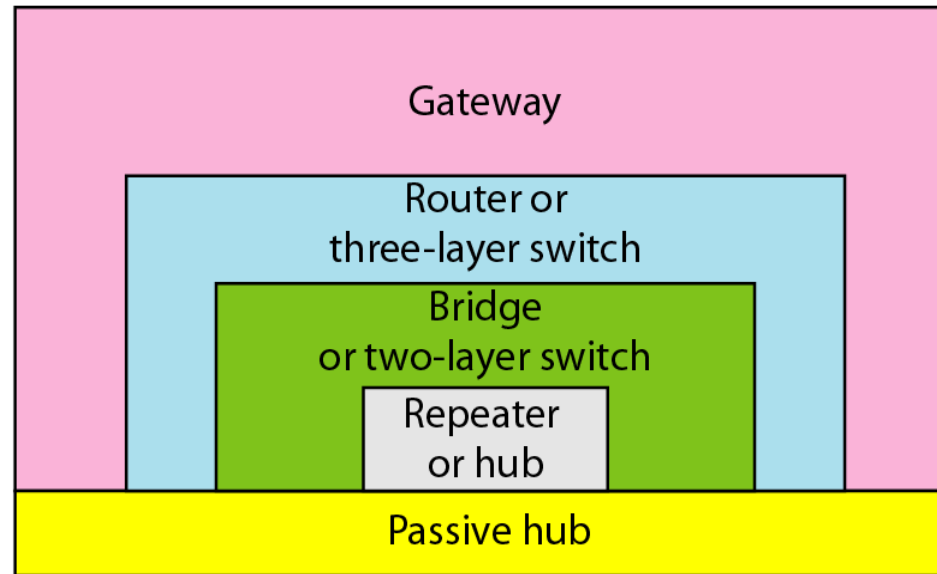 Gateway
Router or
three-layer switch
Bridge
or two-layer switch
Repeater
or hub
Passive hub